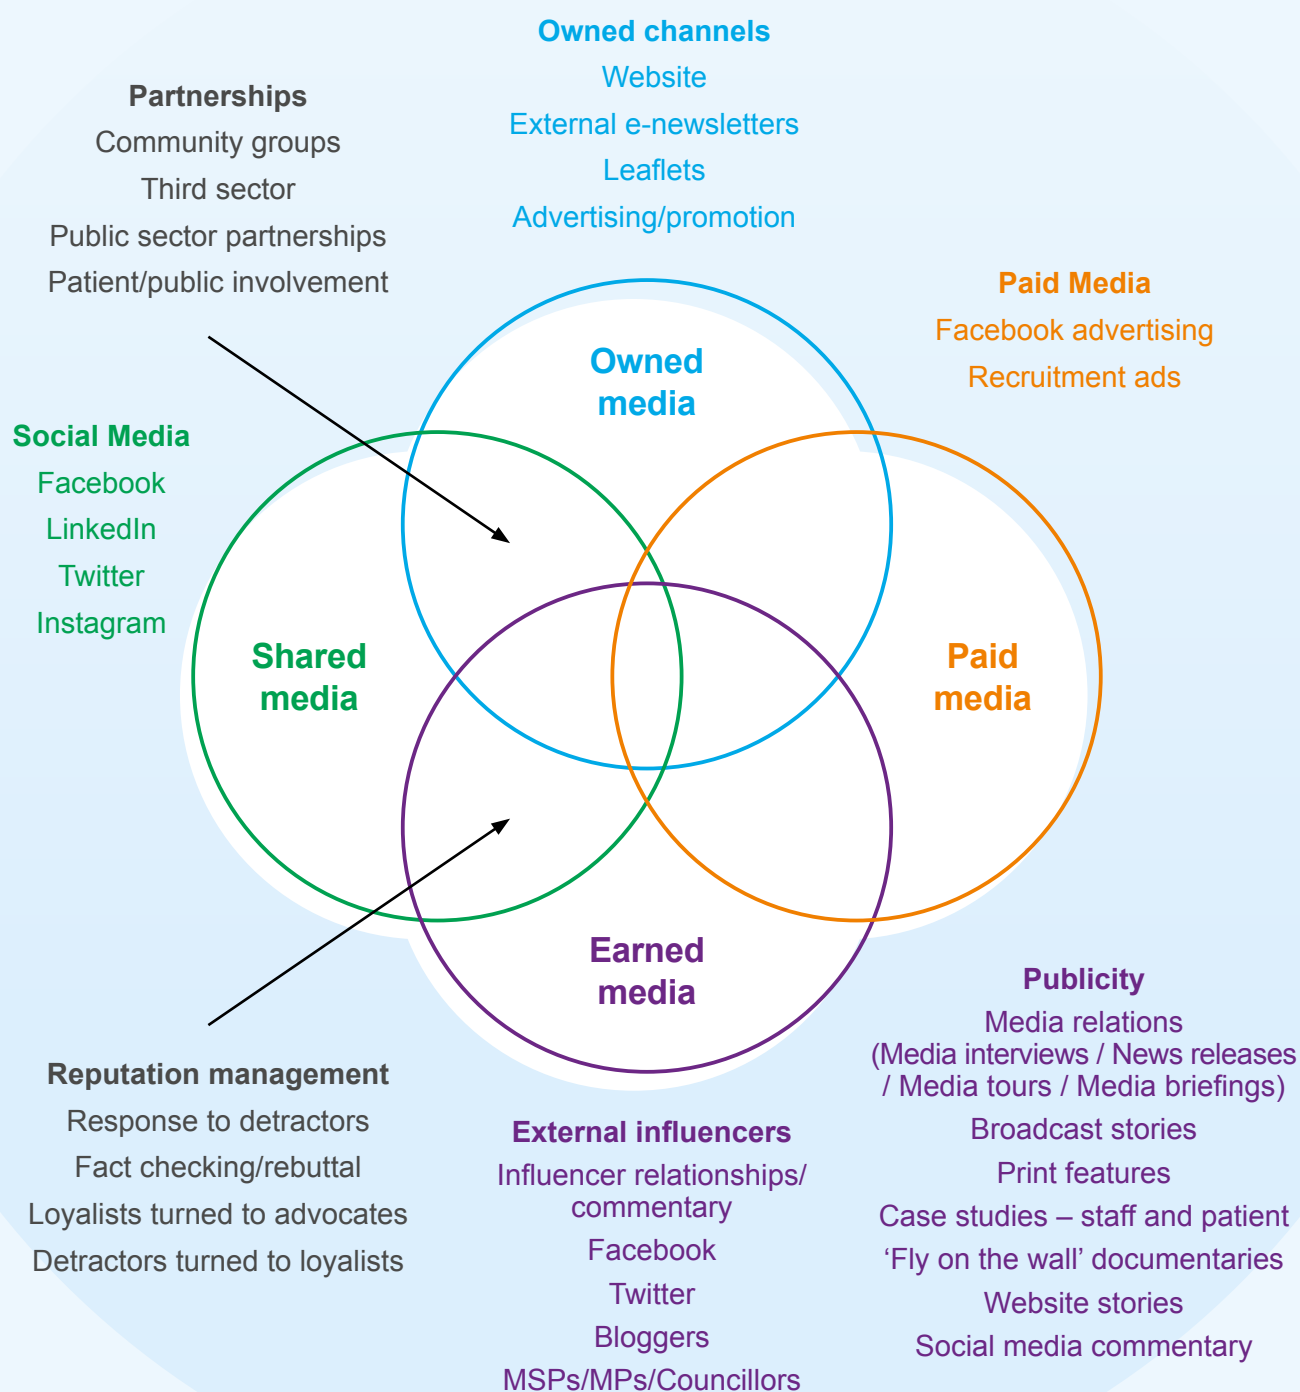 Owned channels
Website
External e-newsletters
Leaflets
Advertising/promotion
Partnerships
Community groups
Third sector
Public sector partnerships
Patient/public involvement
Paid Media
Facebook advertising
Recruitment ads
Social Media
Facebook
LinkedIn
Twitter
Instagram
Owned
media
Shared
media
Paid
media
Earned
media
Reputation management
Response to detractors
Fact checking/rebuttal
Loyalists turned to advocates
Detractors turned to loyalists
External influencers
Influencer relationships/
commentary
Facebook
Twitter
Bloggers
MSPs/MPs/Councillors
Publicity
Media relations
(Media interviews / News releases
/ Media tours / Media briefings)
Broadcast stories
Print features
Case studies – staff and patient
‘Fly on the wall’ documentaries
Website stories
Social media commentary